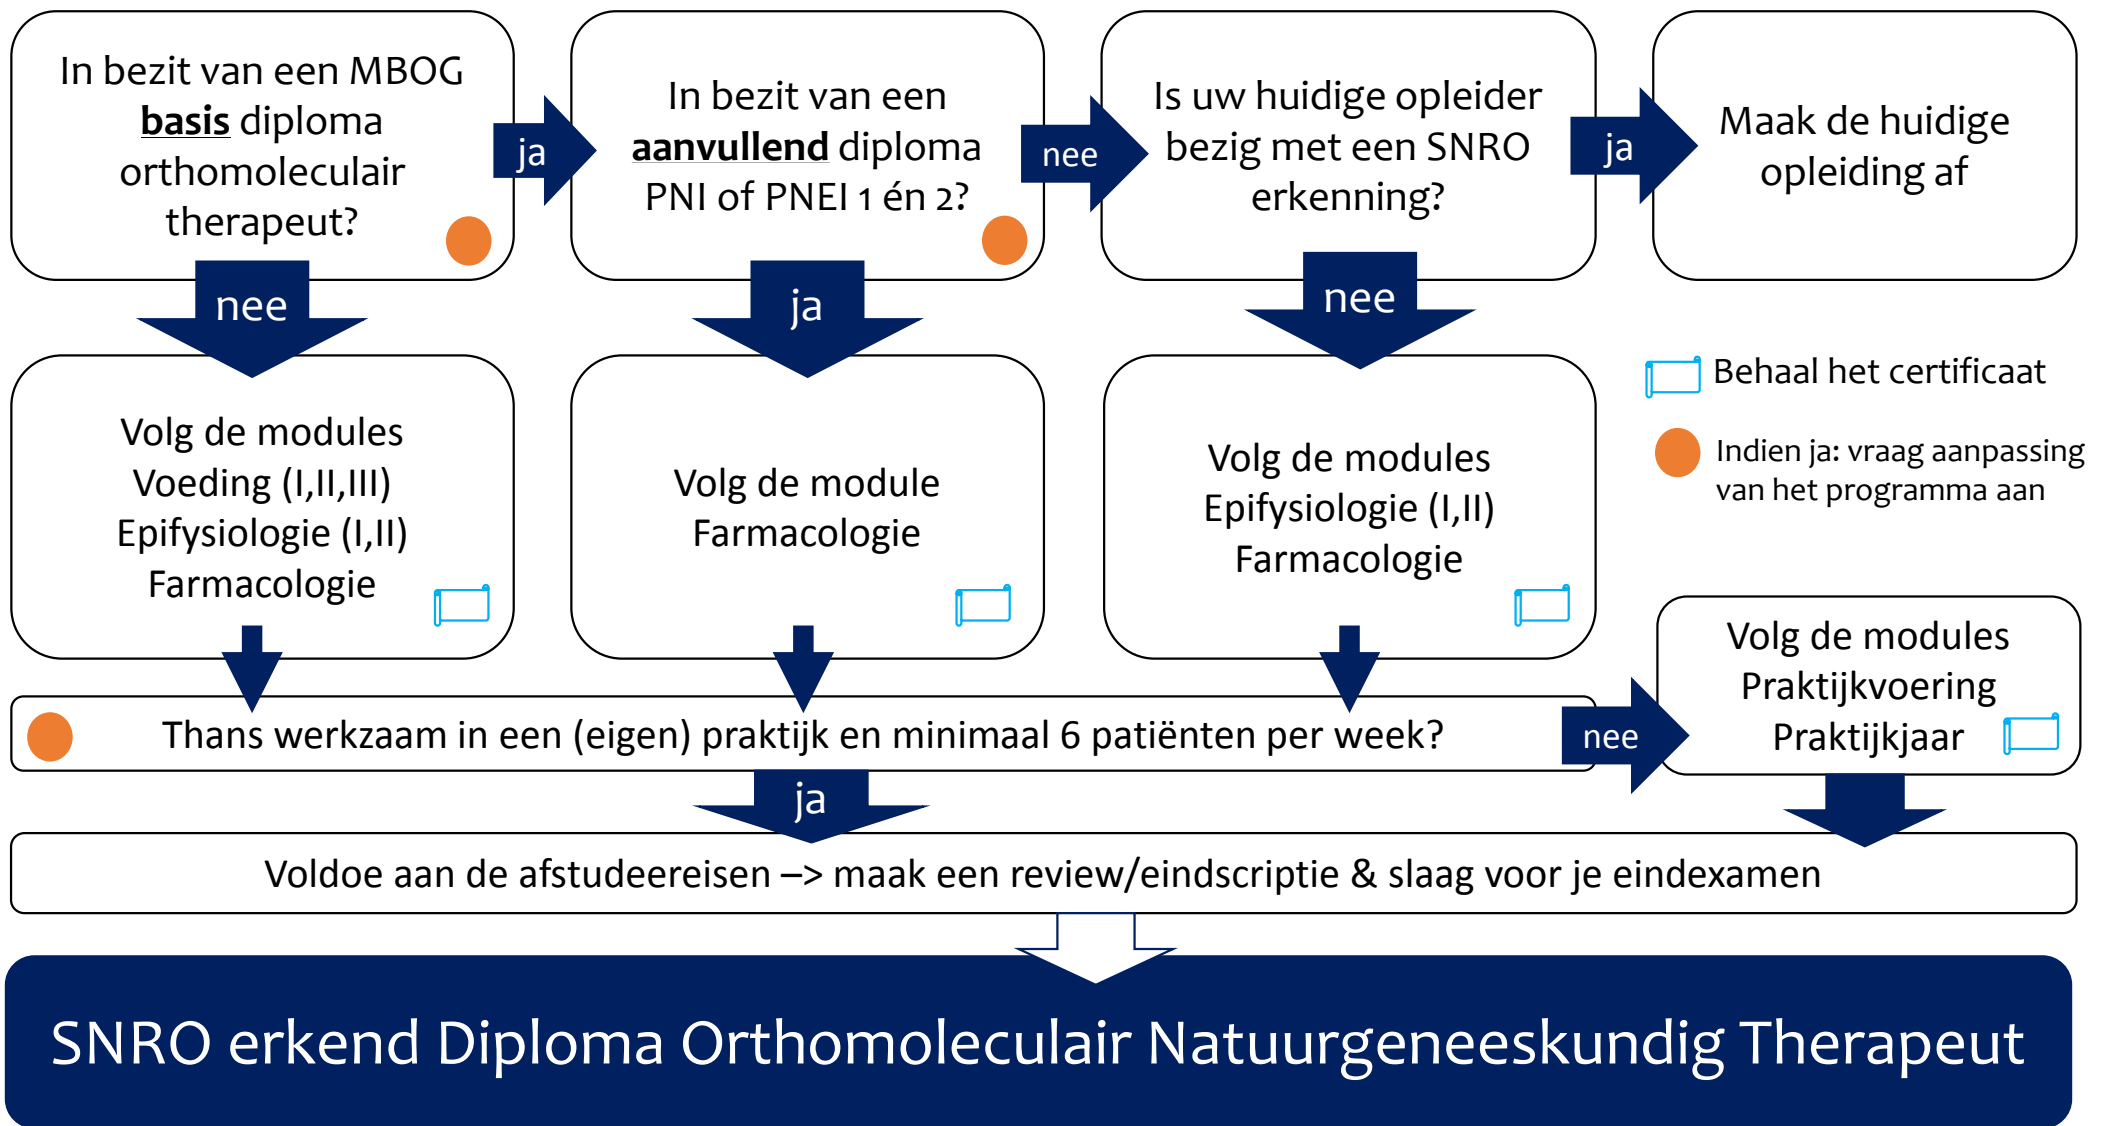 In bezit van een MBOG
basis diploma
orthomoleculair
therapeut?
ja
In bezit van een
aanvullend diploma
PNI of PNEI 1 én 2?
nee
Is uw huidige opleider
bezig met een SNRO
erkenning?
ja
Maak de huidige
opleiding af
nee
ja
nee
Volg de modules
Voeding (I,II,III)
Epifysiologie (I,II)
Farmacologie
Volg de module
Farmacologie
Volg de modules
Epifysiologie (I,II)
Farmacologie
Behaal het certificaat
Indien ja: vraag aanpassing
van het programma aan
Thans werkzaam in een (eigen) praktijk en minimaal 6 patiënten per week?
nee
Volg de modules
Praktijkvoering
Praktijkjaar
ja
Voldoe aan de afstudeereisen –> maak een review/eindscriptie & slaag voor je eindexamen
SNRO erkend Diploma Orthomoleculair Natuurgeneeskundig Therapeut